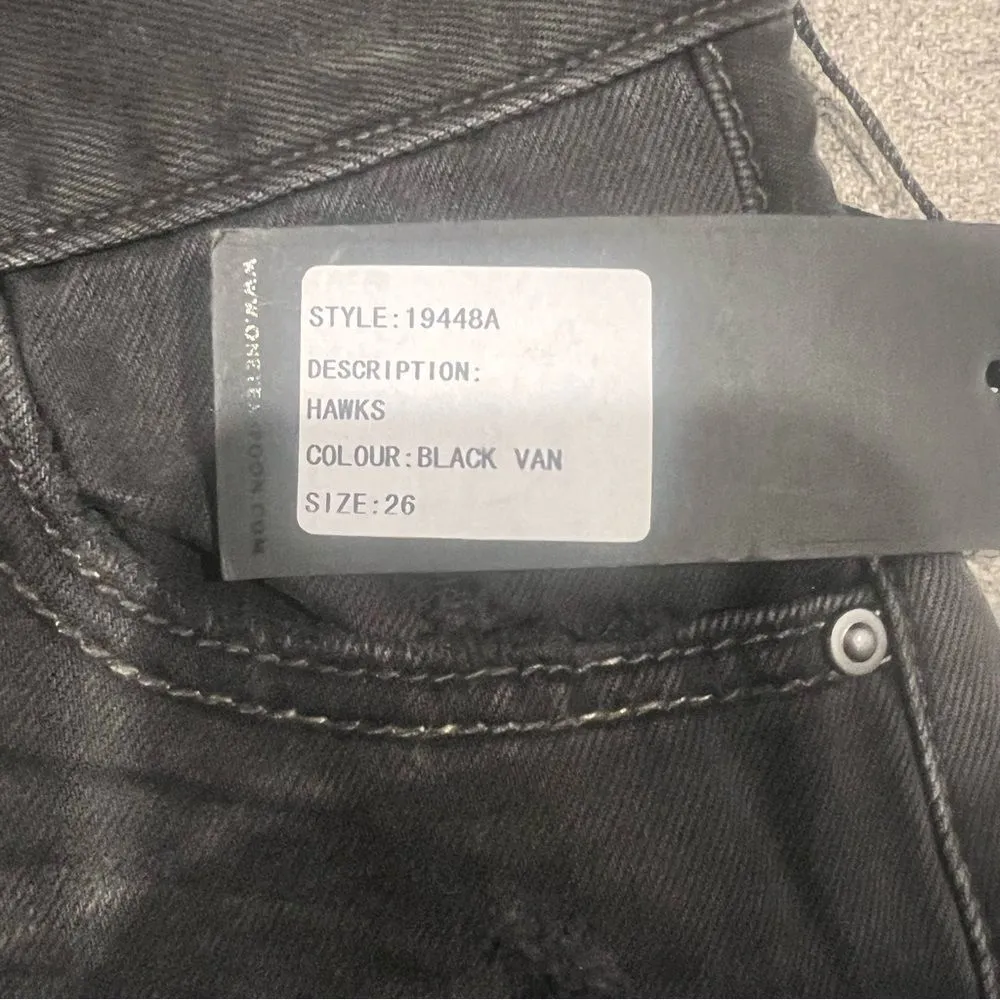 STYLE:19448A
DESCRIPTION:
HAWKS
COLOUR:BLACK VAN
SIZE:26